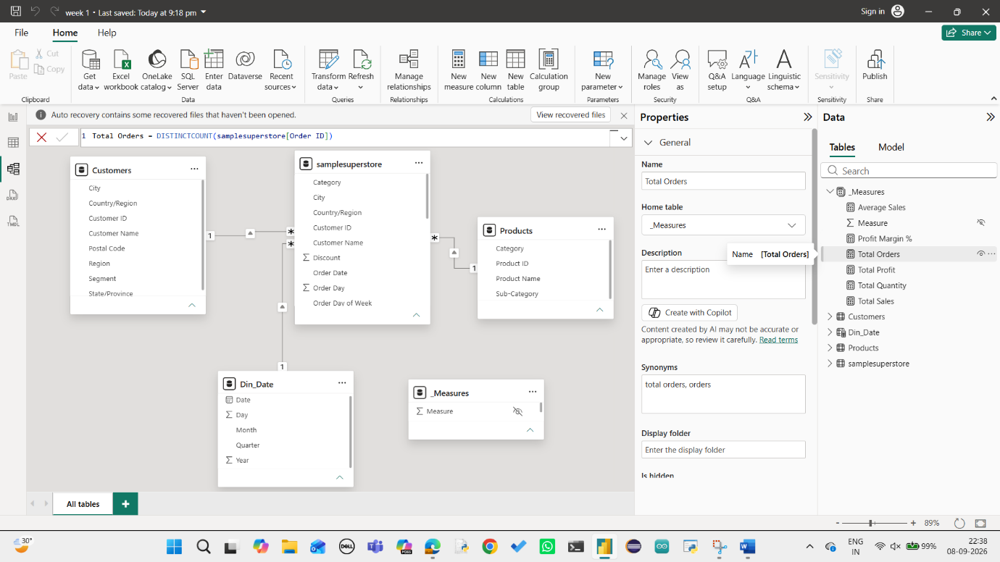 week 1 • Last saved: Today at 9:18 pm
Sign in
File
Home
Help
Share
Paste
Cut
Copy
Clipboard
Get data
Excel workbook
OneLake catalog
SQL Server
Enter data
Dataverse
Recent sources
Data
Transform data
Refresh
Queries
Manage relationships
Relationships
New measure
New column
New table
Calculation group
Calculations
New parameter
Parameters
Manage roles
View as
Security
Q&A setup
Language
Linguistic schema
Q&A
Sensitivity
Sensitivity
Publish
Share
Auto recovery contains some recovered files that haven't been opened.
View recovered files
1 Total Orders = DISTINCTCOUNT(samplesuperstore[Order ID])
DAX
TMDL
Customers
City
Country/Region
Customer ID
Customer Name
Postal Code
Region
Segment
State/Province
1
*
*
samplesuperstore
Category
City
Country/Region
Customer ID
Customer Name
Discount
Order Date
Order Day
Order Day of Week
*
1
Products
Category
Product ID
Product Name
Sub-Category
1
Din_Date
Date
Day
Month
Quarter
Year
_Measures
Measure
All tables
Properties
General
Name
Total Orders
Home table
_Measures
Description
Enter a description
Name [Total Orders]
Create with Copilot
Content created by AI may not be accurate or
appropriate, so review it carefully. Read terms
Synonyms
total orders, orders
Display folder
Enter the display folder
Is hidden
Data
Tables
Model
Search
_Measures
Average Sales
Measure
Profit Margin %
Total Orders
Total Profit
Total Quantity
Total Sales
Customers
Din_Date
Products
samplesuperstore
- + 89%
30°
DELL
M365
ENG
IN
99%
22:38
08-09-2026